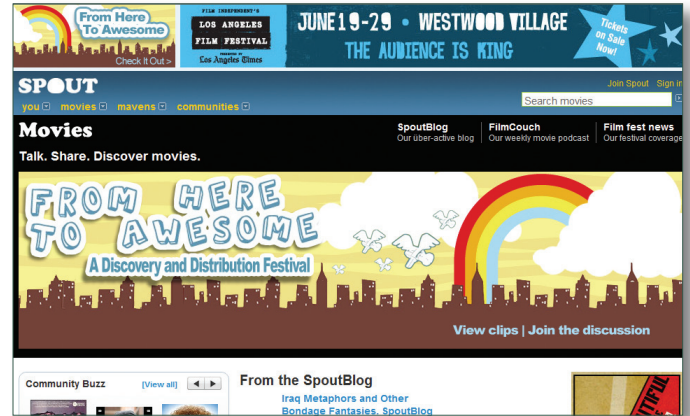 From Here
To Awesome
Check It Out >
FILM INDEPENDENT'S
LOS ANGELES
FILM FESTIVAL
PRESENTED BY
Los Angeles Times
JUNE 19-29 • WESTWOOD VILLAGE
THE AUDIENCE IS KING
Tickets
on Sale
Now!
SPOUT
Join Spout Sign in
you movies mavens communities
Search movies
Movies
SpoutBlog FilmCouch Film fest news
Our über-active blog Our weekly movie podcast Our festival coverage
Talk. Share. Discover movies.
FROM HERE
TO AWESOME
A Discovery and Distribution Festival
View clips | Join the discussion
Community Buzz [View all]
From the SpoutBlog
Iraq Metaphors and Other
Bondage Fantasies, SpoutBlog